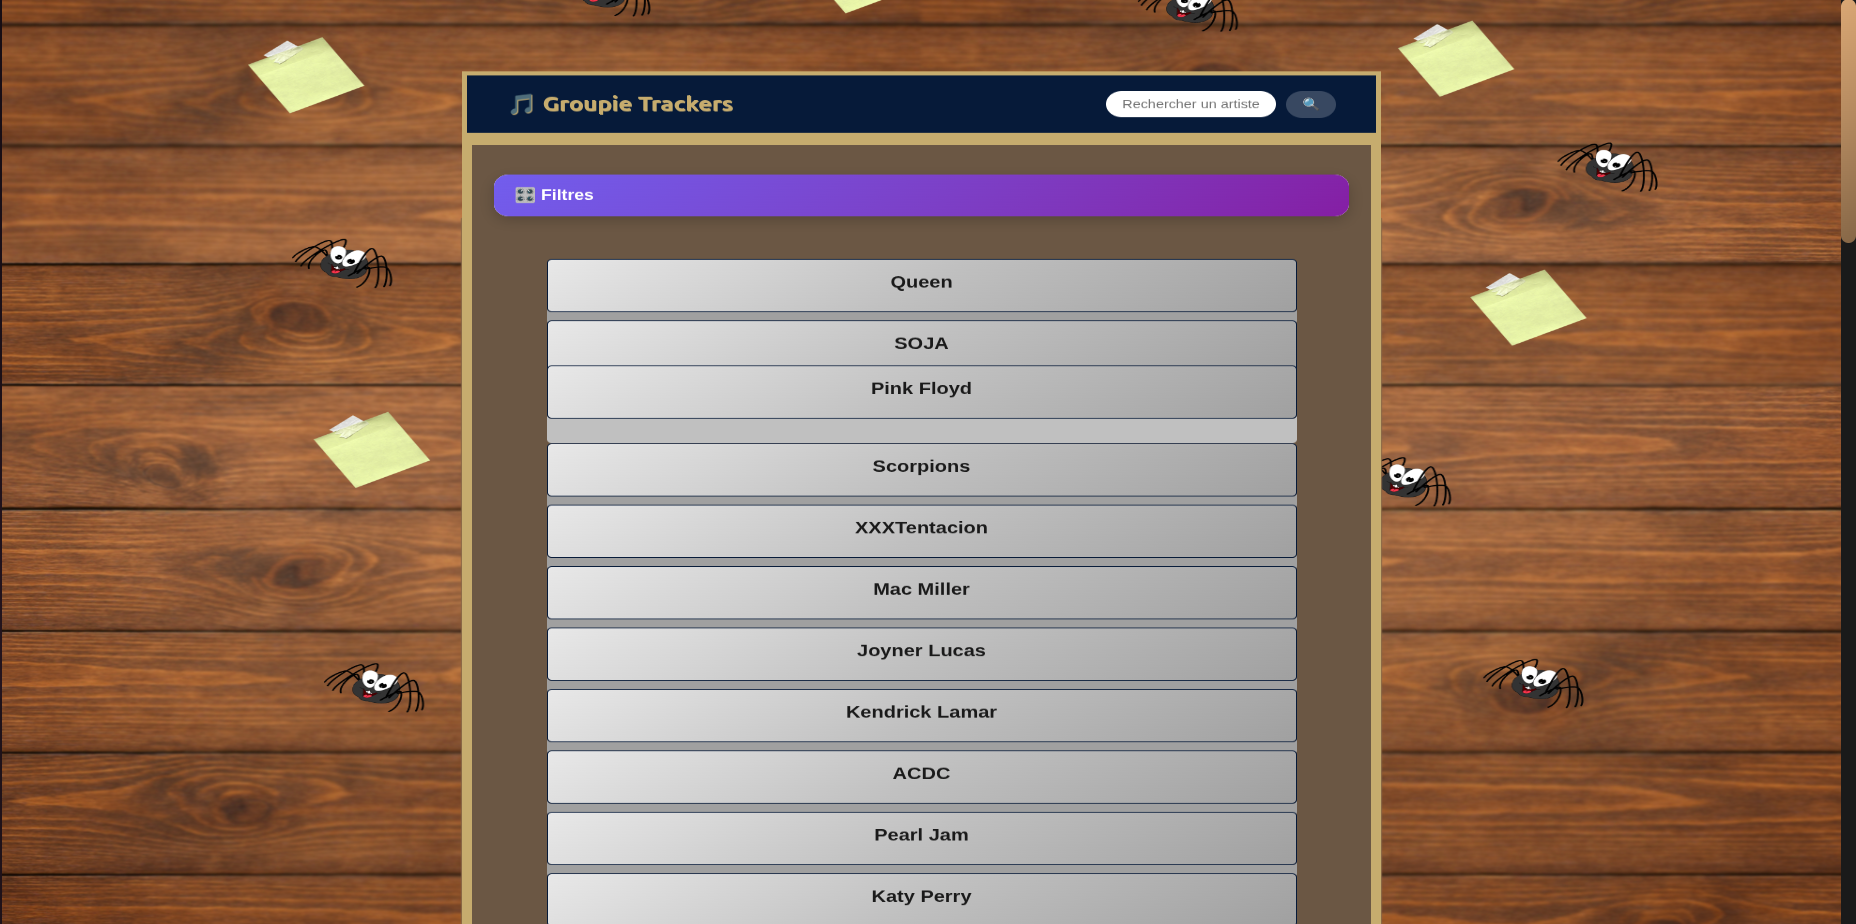 🎵 Groupie Trackers
Rechercher un artiste
🔍
🎛️ Filtres
Queen
SOJA
Pink Floyd
Scorpions
XXXTentacion
Mac Miller
Joyner Lucas
Kendrick Lamar
ACDC
Pearl Jam
Katy Perry